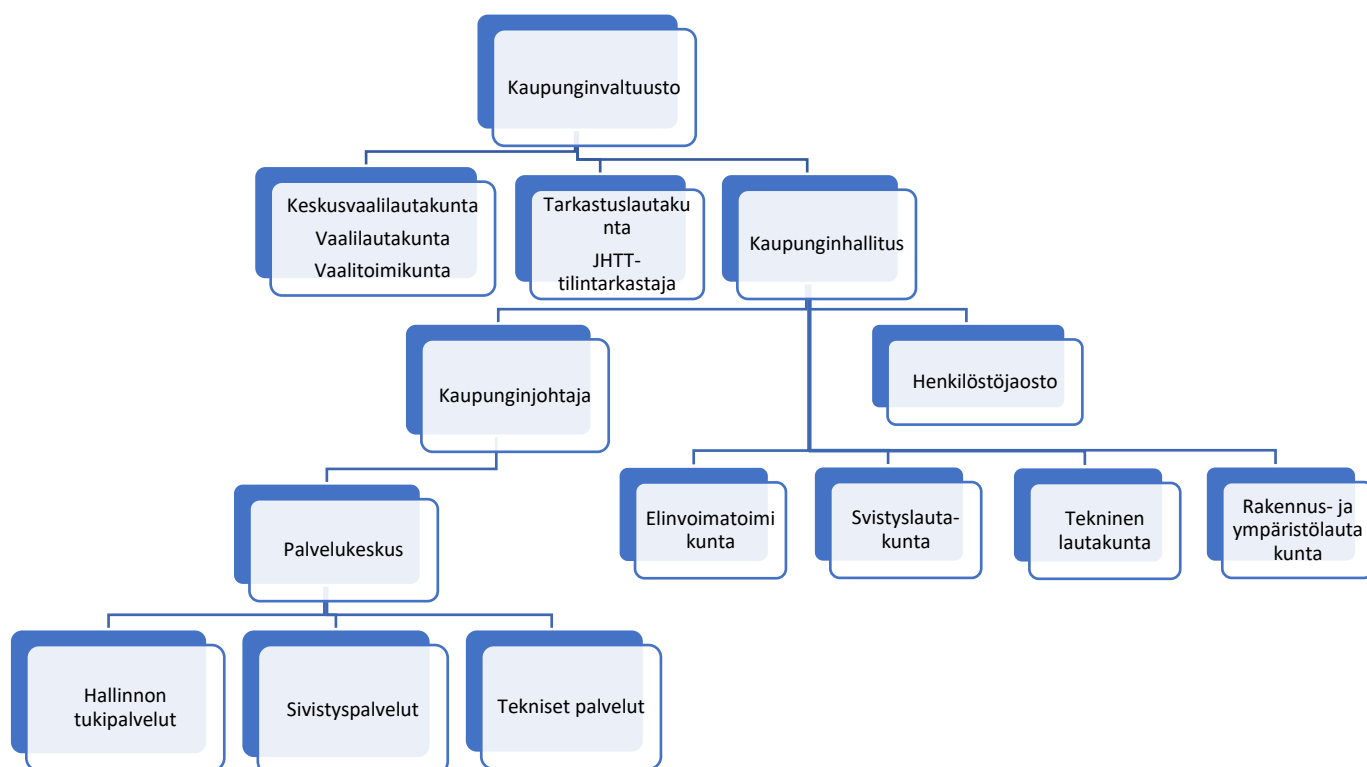 Kaupunginvaltuusto
Keskusvaalilautakunta
Vaalilautakunta
Vaalitoimikunta
Tarkastuslautaku
nta
JHTT-
tilintarkastaja
Kaupunginhallitus
Kaupunginjohtaja
Henkilöstöjaosto
Palvelukeskus
Elinvoimatoimi
kunta
Svistyslauta-
kunta
Tekninen
lautakunta
Rakennus- ja
ympäristölauta
kunta
Hallinnon
tukipalvelut
Sivistyspalvelut
Tekniset palvelut